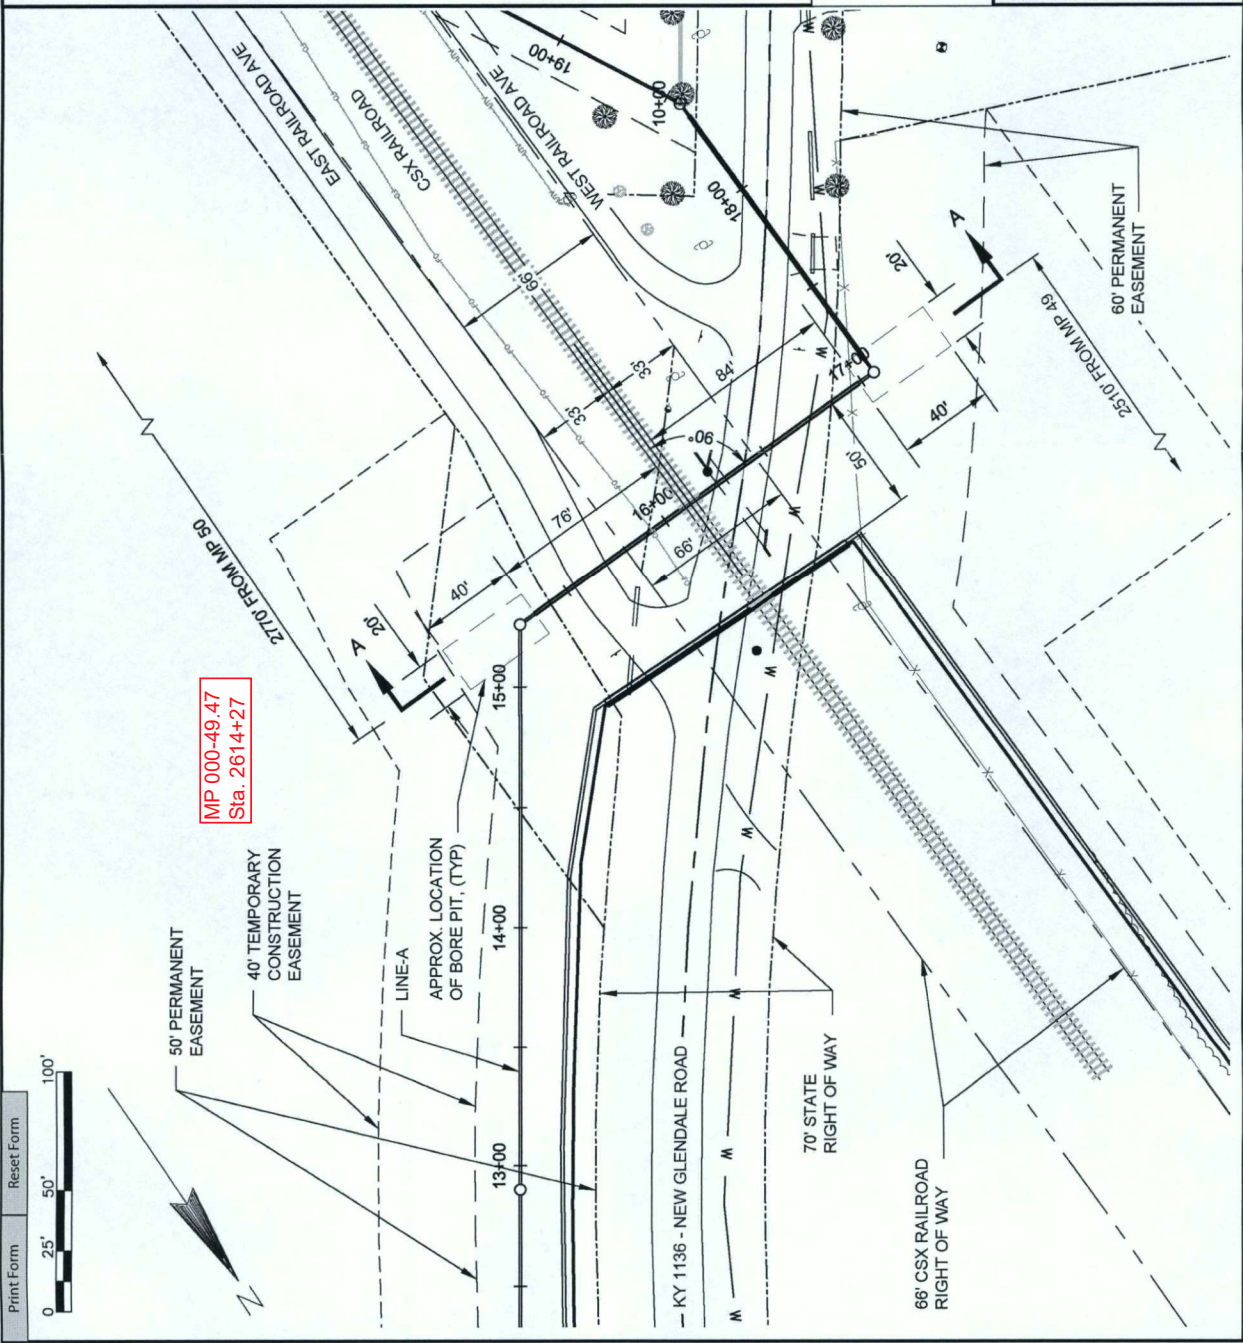 Print Form
Reset Form
0
25'
50'
100'
N
MP 000-49.47
Sta. 2614+27
2770' FROM MP 50
N
EAST RAILROAD AVE
CSX RAILROAD
WEST RAILROAD AVE
19+00
10+00
18+00
17+00
16+00
15+00
14+00
13+00
66'
33'
33'
84'
90°
76'
66'
50'
40'
20'
A
40'
20'
A
2510' FROM MP 49
N
60' PERMANENT
EASEMENT
50' PERMANENT
EASEMENT
40' TEMPORARY
CONSTRUCTION
EASEMENT
LINE-A
APPROX. LOCATION
OF BORE PIT, (TYP)
KY 1136 - NEW GLENDALE ROAD
70' STATE
RIGHT OF WAY
66' CSX RAILROAD
RIGHT OF WAY
W
W
W
W
W
W
W
W
W
W